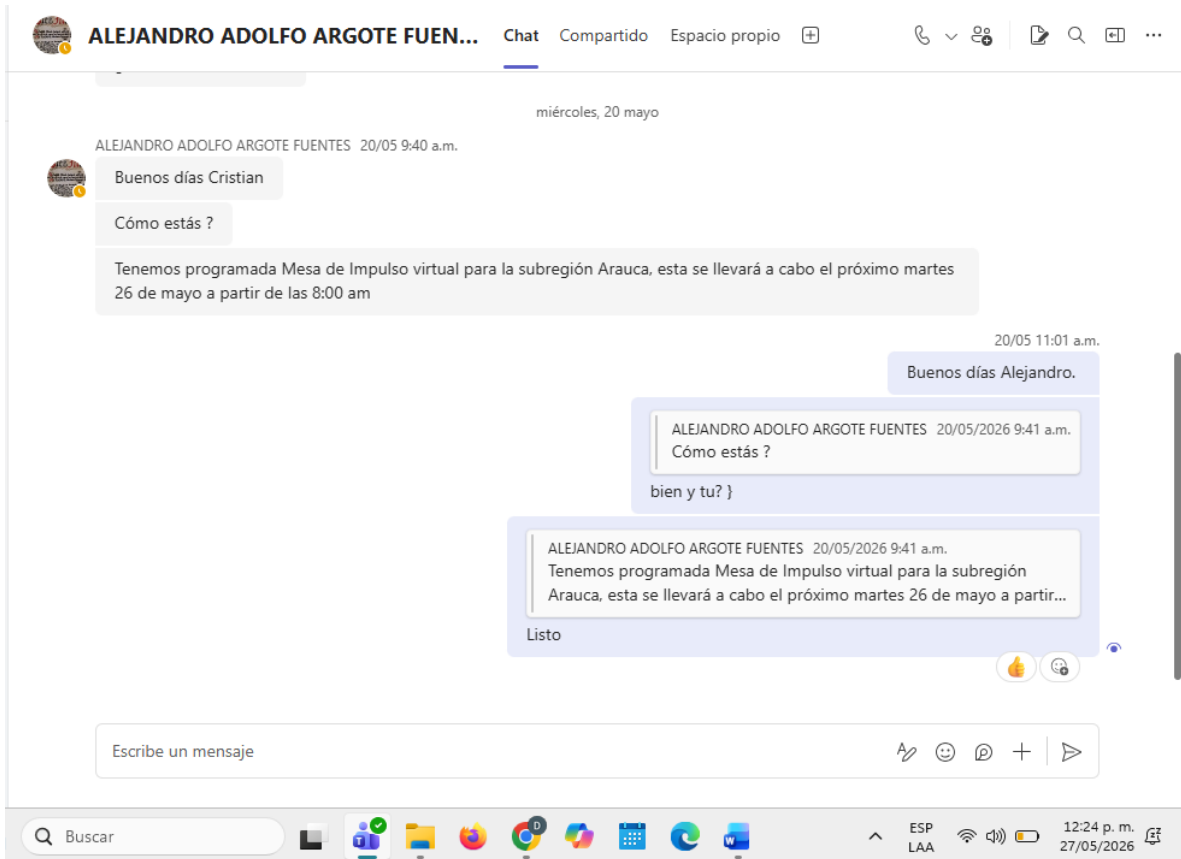 ALEJANDRO ADOLFO ARGOTE FUEN... Chat Compartido Espacio propio
miércoles, 20 mayo
ALEJANDRO ADOLFO ARGOTE FUENTES 20/05 9:40 a.m.
Buenos días Cristian
Cómo estás ?
Tenemos programada Mesa de Impulso virtual para la subregión Arauca, esta se llevará a cabo el próximo martes
26 de mayo a partir de las 8:00 am
20/05 11:01 a.m.
Buenos días Alejandro.
ALEJANDRO ADOLFO ARGOTE FUENTES 20/05/2026 9:41 a.m.
Cómo estás ?
bien y tu? }
ALEJANDRO ADOLFO ARGOTE FUENTES 20/05/2026 9:41 a.m.
Tenemos programada Mesa de Impulso virtual para la subregión
Arauca, esta se llevará a cabo el próximo martes 26 de mayo a partir...
Listo
Escribe un mensaje
Buscar
D
ESP
LAA
12:24 p. m.
27/05/2026